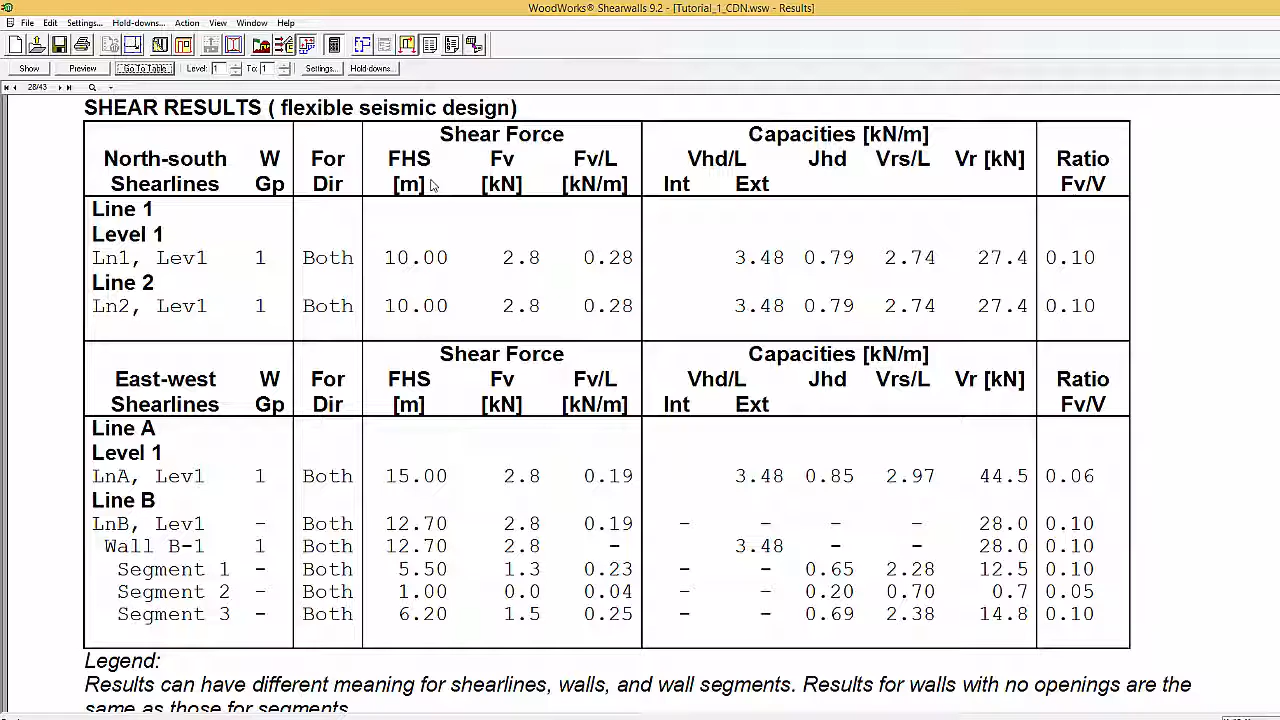 WoodWorks® Shearwalls 9.2 - [Tutorial_1_CDN.wsw - Results]
File Edit Settings... Hold-downs... Action View Window Help
Show Preview Go To Table Level: 1 To: 1 Settings... Hold-downs...
28/43
SHEAR RESULTS ( flexible seismic design)
Shear Force Capacities [kN/m]
North-south W For FHS Fv Fv/L Vhd/L Jhd Vrs/L Vr [kN] Ratio
Shearlines Gp Dir [m] [kN] [kN/m] Int Ext Fv/V
Line 1
Level 1
Ln1, Lev1 1 Both 10.00 2.8 0.28 3.48 0.79 2.74 27.4 0.10
Line 2
Ln2, Lev1 1 Both 10.00 2.8 0.28 3.48 0.79 2.74 27.4 0.10
Shear Force Capacities [kN/m]
East-west W For FHS Fv Fv/L Vhd/L Jhd Vrs/L Vr [kN] Ratio
Shearlines Gp Dir [m] [kN] [kN/m] Int Ext Fv/V
Line A
Level 1
LnA, Lev1 1 Both 15.00 2.8 0.19 3.48 0.85 2.97 44.5 0.06
Line B
LnB, Lev1 - Both 12.70 2.8 0.19 - - - - 28.0 0.10
Wall B-1 1 Both 12.70 2.8 - 3.48 - - 28.0 0.10
Segment 1 - Both 5.50 1.3 0.23 - - 0.65 2.28 12.5 0.10
Segment 2 - Both 1.00 0.0 0.04 - - 0.20 0.70 0.7 0.05
Segment 3 - Both 6.20 1.5 0.25 - - 0.69 2.38 14.8 0.10
Legend:
Results can have different meaning for shearlines, walls, and wall segments. Results for walls with no openings are the
same as those for segments.